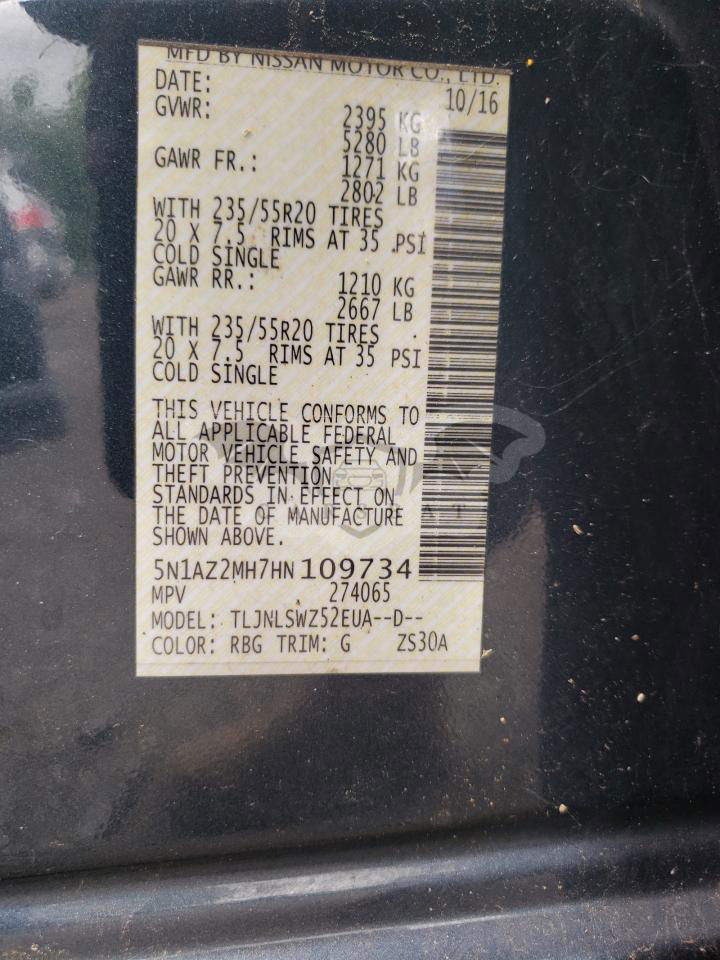 MFD BY NISSAN MOTOR CO., LTD.
DATE: 10/16
GVWR: 2395 KG
5280 LB
GAWR FR.: 1271 KG
2802 LB
WITH 235/55R20 TIRES
20 X 7.5 RIMS AT 35 PSI
COLD SINGLE
GAWR RR.: 1210 KG
2667 LB
WITH 235/55R20 TIRES
20 X 7.5 RIMS AT 35 PSI
COLD SINGLE
THIS VEHICLE CONFORMS TO
ALL APPLICABLE FEDERAL
MOTOR VEHICLE SAFETY AND
THEFT PREVENTION
STANDARDS IN EFFECT ON
THE DATE OF MANUFACTURE
SHOWN ABOVE.
5N1AZ2MH7HN109734
MPV 274065
MODEL: TLJNLSWZ52EUA--D--
COLOR: RBG TRIM: G ZS30A